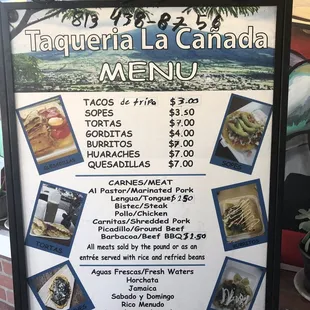 813 438-8756
Taqueria La Cañada
MENU
TACOS de tripa $3.00
SOPES $3.50
TORTAS $7.00
GORDITAS $4.00
BURRITOS $7.00
HUARACHES $7.00
QUESADILLAS $7.00
TORTAS
CARNES/MEAT
Al Pastor/Marinated Pork
Lengua/Tongue $1.50
Bistec/Steak
Pollo/Chicken
Carnitas/Shredded Pork
Picadillo/Ground Beef
Barbacoa/Beef BBQ $1.50
All meats sold by the pound or as an
entrée served with rice and refried beans
Aguas Frescas/Fresh Waters
Horchata
Jamaica
Sabado y Domingo
Rico Menudo